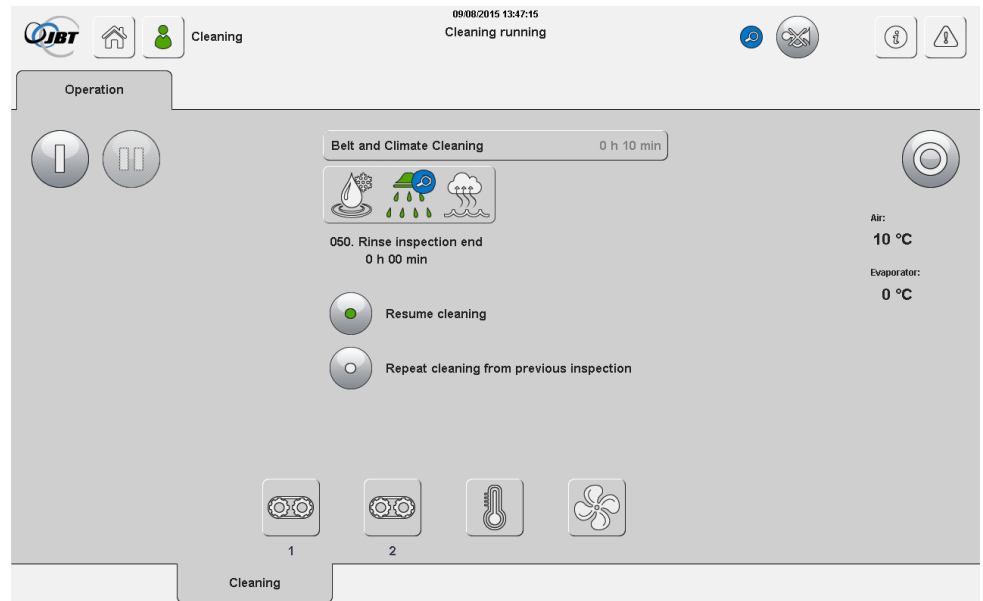 09/08/2015 13:47:15
JBT
Cleaning
Cleaning running
Operation
Belt and Climate Cleaning 0 h 10 min
050. Rinse inspection end
0 h 00 min
Air:
10 °C
Evaporator:
0 °C
Resume cleaning
Repeat cleaning from previous inspection
1 2
Cleaning